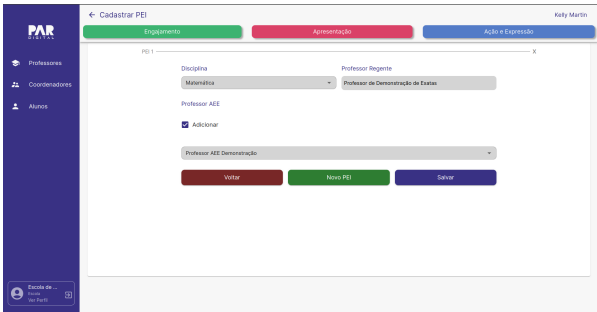 PAR
DIGITAL
Professores
Coordenadores
Alunos
Escola de ...
Escola
Ver Perfil
← Cadastrar PEI
Kelly Martin
Engajamento
Apresentação
Ação e Expressão
PEI 1
X
Disciplina
Professor Regente
Matemática
Professor de Demonstração de Exatas
Professor AEE
Adicionar
Professor AEE Demonstração
Voltar
Novo PEI
Salvar